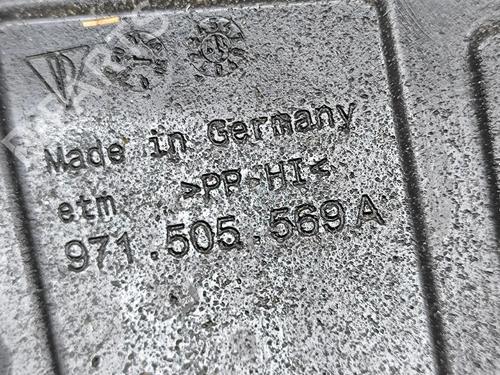 Made in Germany
etm >PP-HI<
971.505.569 A